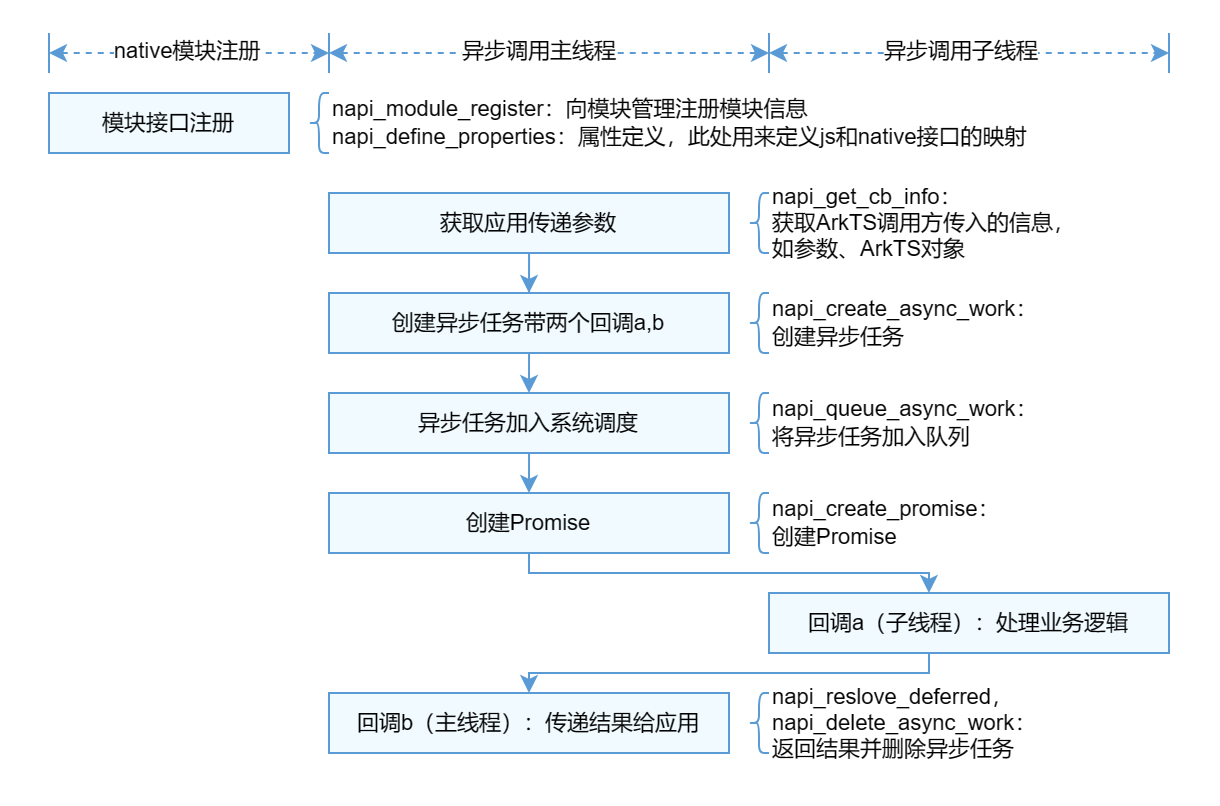 native模块注册
异步调用主线程
异步调用子线程
模块接口注册
napi_module_register：向模块管理注册模块信息
napi_define_properties：属性定义，此处用来定义js和native接口的映射
获取应用传递参数
napi_get_cb_info：
获取ArkTS调用方传入的信息，
如参数、ArkTS对象
创建异步任务带两个回调a,b
napi_create_async_work：
创建异步任务
异步任务加入系统调度
napi_queue_async_work：
将异步任务加入队列
创建Promise
napi_create_promise：
创建Promise
回调a（子线程）：处理业务逻辑
回调b（主线程）：传递结果给应用
napi_reslove_deferred，
napi_delete_async_work：
返回结果并删除异步任务